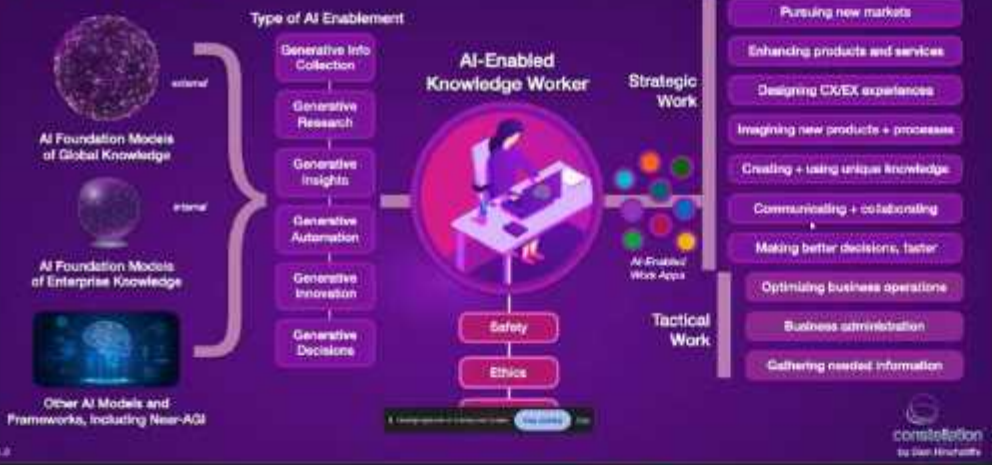 Type of AI Enablement
external
AI Foundation Models
of Global Knowledge
internal
AI Foundation Models
of Enterprise Knowledge
Other AI Models and
Frameworks, Including Near-AGI
Generative Info
Collection
Generative
Research
Generative
Insights
Generative
Automation
Generative
Innovation
Generative
Decisions
AI-Enabled
Knowledge Worker
Safety
Ethics
AI-Enabled
Work Apps
Strategic
Work
Pursuing new markets
Enhancing products and services
Designing CX/EX experiences
Imagining new products + processes
Creating + using unique knowledge
Communicating + collaborating
Making better decisions, faster
Tactical
Work
Optimizing business operations
Business administration
Gathering needed information
constellation
by Dion Hinchcliffe